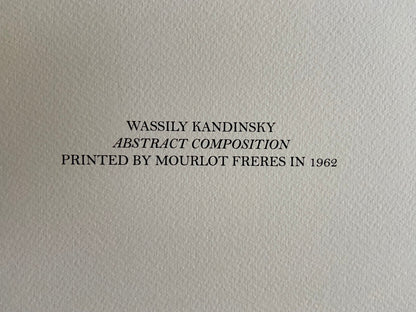 WASSILY KANDINSKY
ABSTRACT COMPOSITION
PRINTED BY MOURLOT FRERES IN 1962